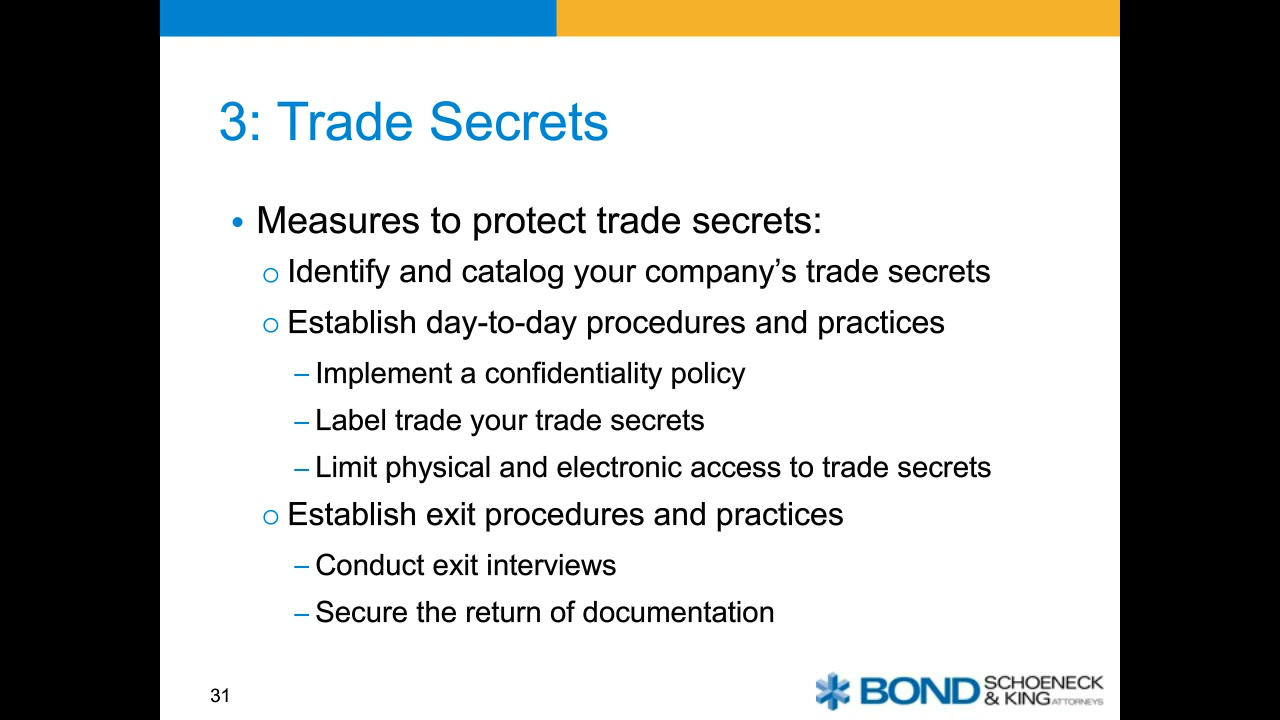 3: Trade Secrets
• Measures to protect trade secrets:
○ Identify and catalog your company’s trade secrets
○ Establish day-to-day procedures and practices
– Implement a confidentiality policy
– Label trade your trade secrets
– Limit physical and electronic access to trade secrets
○ Establish exit procedures and practices
– Conduct exit interviews
– Secure the return of documentation
31
BOND SCHOENECK
& KING ATTORNEYS